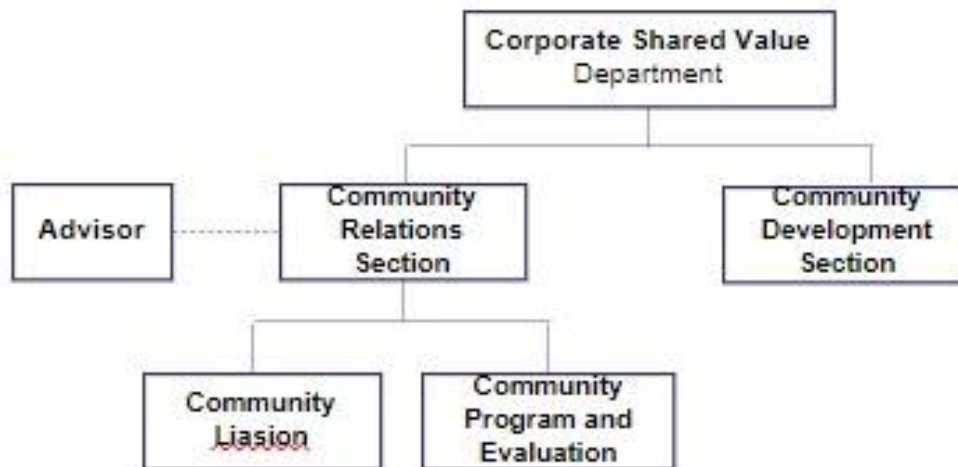 Corporate Shared Value
Department
Advisor
Community
Relations
Section
Community
Development
Section
Community
Liasion
Community
Program and
Evaluation